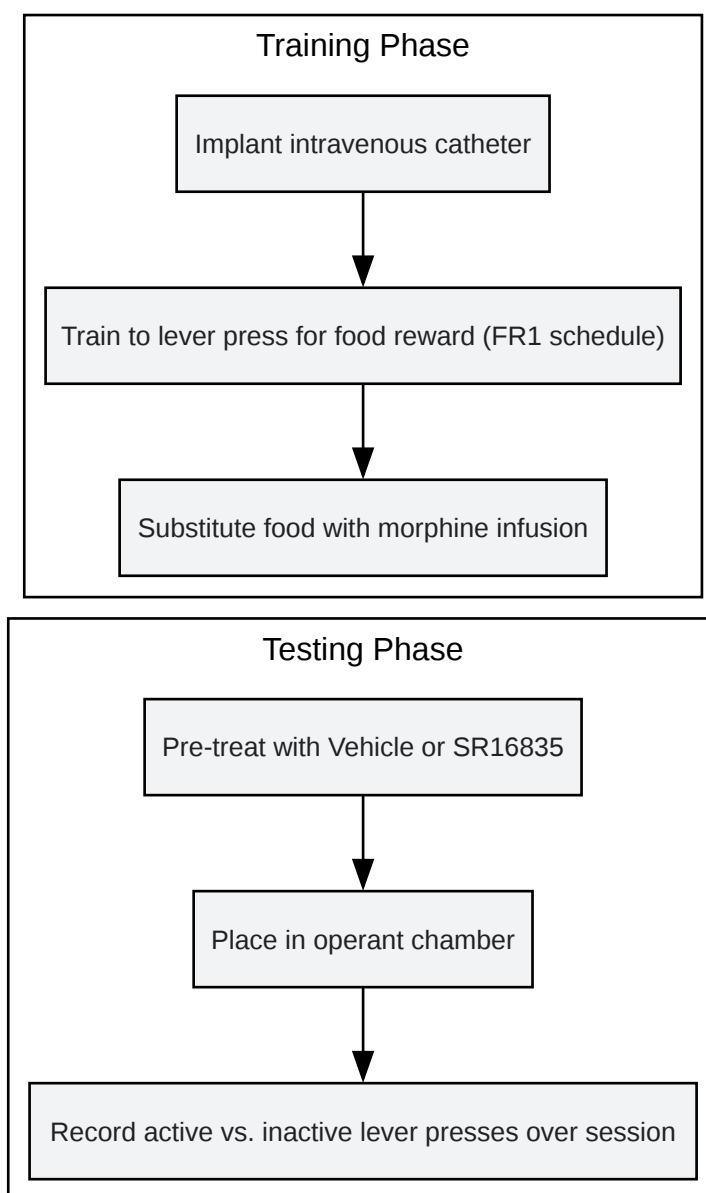 Training Phase
Implant intravenous catheter
Train to lever press for food reward (FR1 schedule)
Substitute food with morphine infusion
Testing Phase
Pre-treat with Vehicle or SR16835
Place in operant chamber
Record active vs. inactive lever presses over session